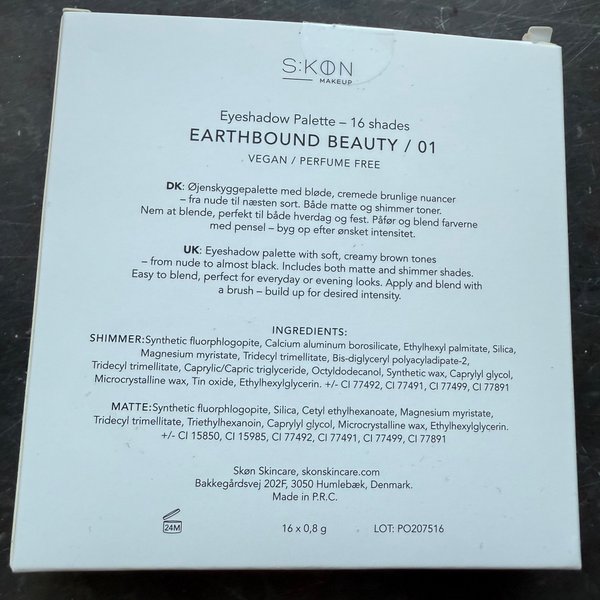 S:KØN
MAKEUP
Eyeshadow Palette – 16 shades
EARTHBOUND BEAUTY / 01
VEGAN / PERFUME FREE
DK: Øjenskyggepalette med bløde, cremede brunlige nuancer
– fra nude til næsten sort. Både matte og shimmer toner.
Nem at blende, perfekt til både hverdag og fest. Påfør og blend farverne
med pensel – byg op efter ønsket intensitet.
UK: Eyeshadow palette with soft, creamy brown tones
– from nude to almost black. Includes both matte and shimmer shades.
Easy to blend, perfect for everyday or evening looks. Apply and blend with
a brush – build up for desired intensity.
INGREDIENTS:
SHIMMER:Synthetic fluorphlogopite, Calcium aluminum borosilicate, Ethylhexyl palmitate, Silica,
Magnesium myristate, Tridecyl trimellitate, Bis-diglyceryl polyacyladipate-2,
Tridecyl trimellitate, Caprylic/Capric triglyceride, Octyldodecanol, Synthetic wax, Caprylyl glycol,
Microcrystalline wax, Tin oxide, Ethylhexylglycerin. +/- CI 77492, CI 77491, CI 77499, CI 77891
MATTE:Synthetic fluorphlogopite, Silica, Cetyl ethylhexanoate, Magnesium myristate,
Tridecyl trimellitate, Triethylhexanoin, Caprylyl glycol, Microcrystalline wax, Ethylhexylglycerin.
+/- CI 15850, CI 15985, CI 77492, CI 77491, CI 77499, CI 77891
Skøn Skincare, skonskincare.com
Bakkegårdsvej 202F, 3050 Humlebæk, Denmark.
Made in P.R.C.
24M 16 x 0,8 g LOT: PO207516